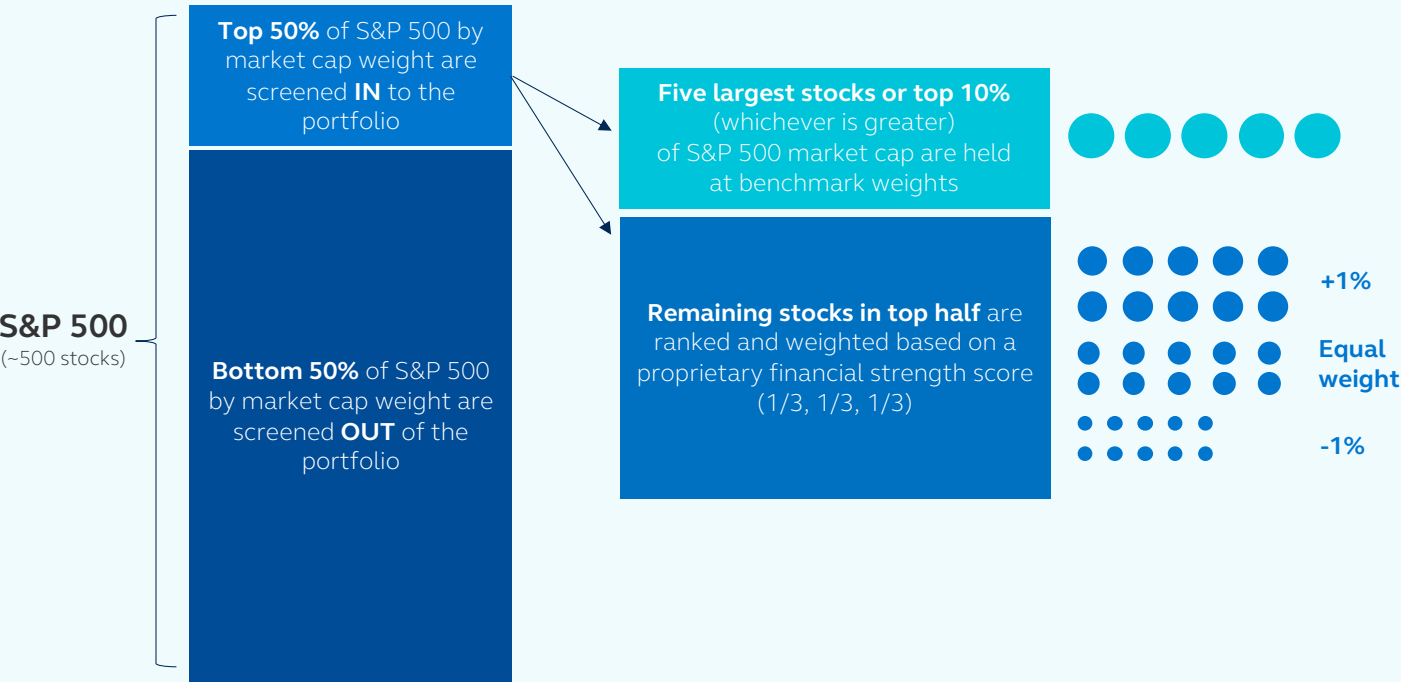 Top 50% of S&P 500 by
market cap weight are
screened IN to the
portfolio
Five largest stocks or top 10%
(whichever is greater)
of S&P 500 market cap are held
at benchmark weights
S&P 500
(~500 stocks)
Bottom 50% of S&P 500
by market cap weight are
screened OUT of the
portfolio
Remaining stocks in top half are
ranked and weighted based on a
proprietary financial strength score
(1/3, 1/3, 1/3)
+1%
Equal
weight
-1%